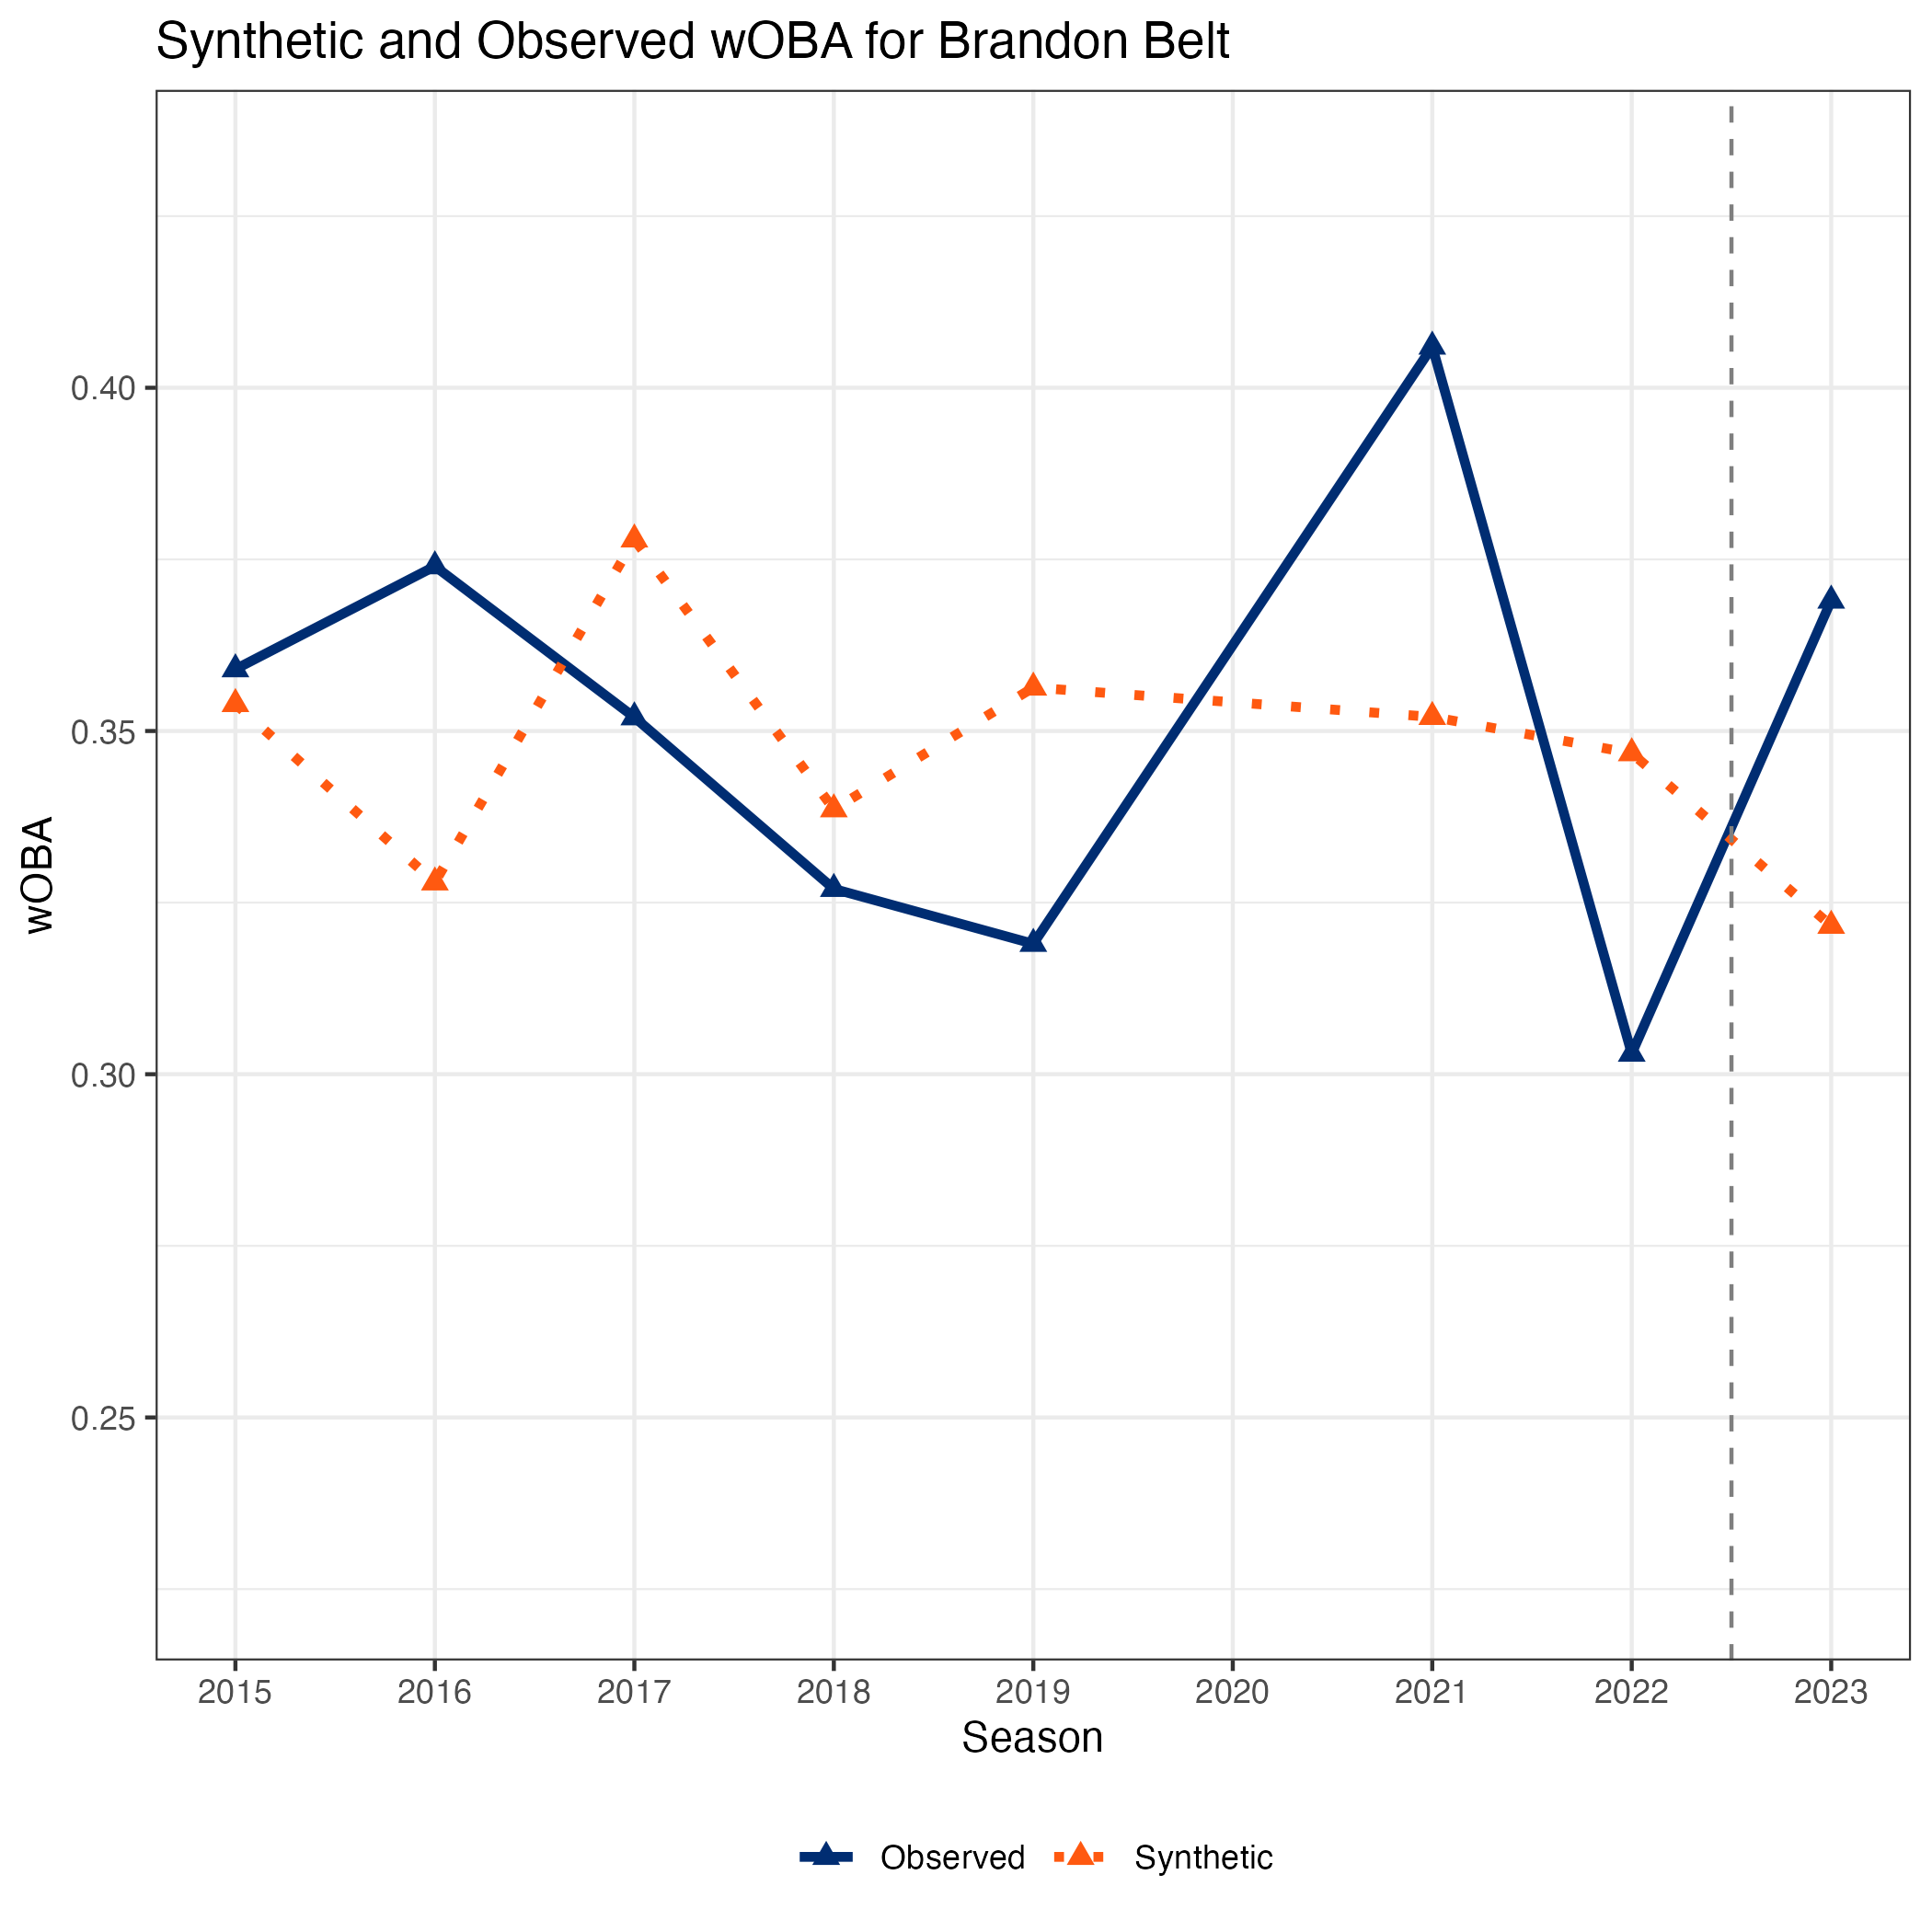 Synthetic and Observed wOBA for Brandon Belt
wOBA
0.40
0.35
0.30
0.25
2015 2016 2017 2018 2019 2020 2021 2022 2023
Season
Observed Synthetic